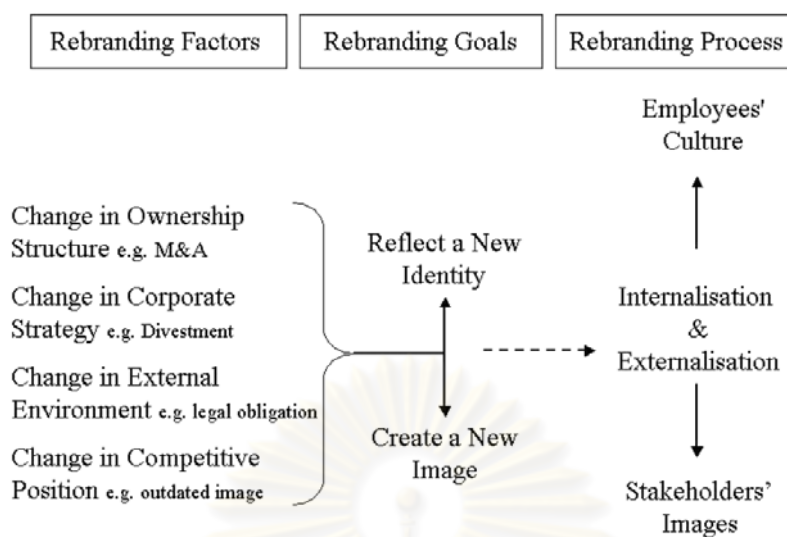 Rebranding Factors
Rebranding Goals
Rebranding Process
Change in Ownership
Structure e.g. M&A
Change in Corporate
Strategy e.g. Divestment
Change in External
Environment e.g. legal obligation
Change in Competitive
Position e.g. outdated image
Reflect a New
Identity
Create a New
Image
Employees'
Culture
Internalisation
&
Externalisation
Stakeholders’
Images